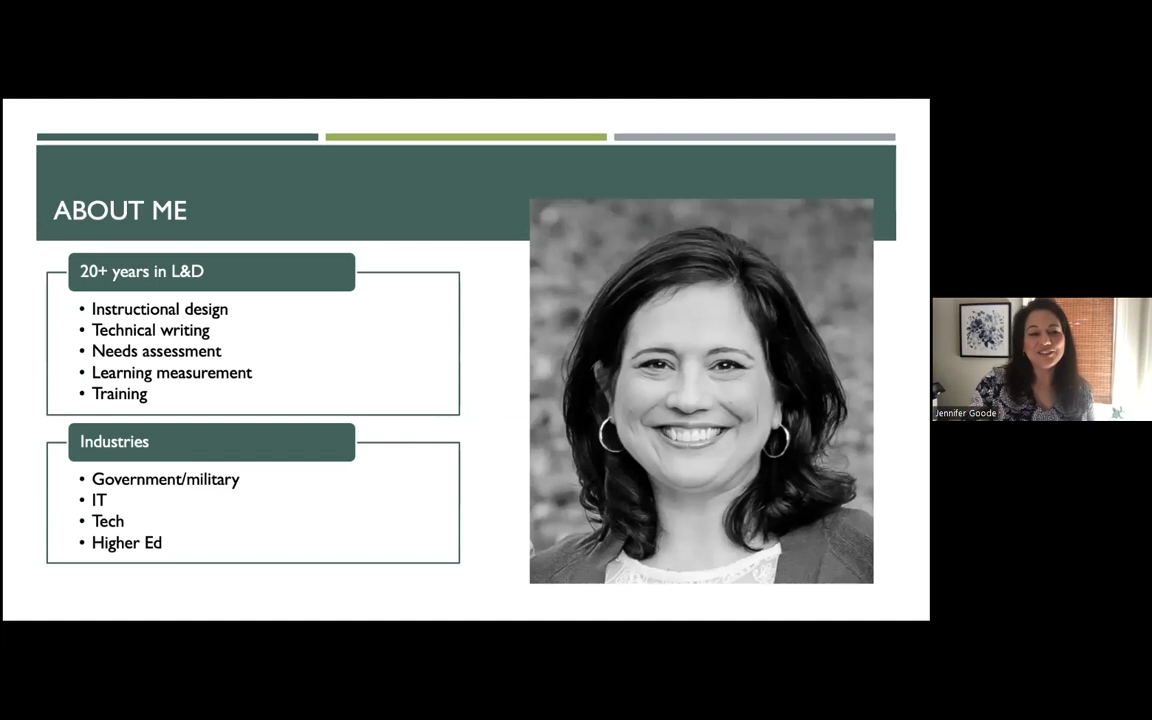 ABOUT ME
20+ years in L&D
• Instructional design
• Technical writing
• Needs assessment
• Learning measurement
• Training
Industries
• Government/military
• IT
• Tech
• Higher Ed
Jennifer Goode